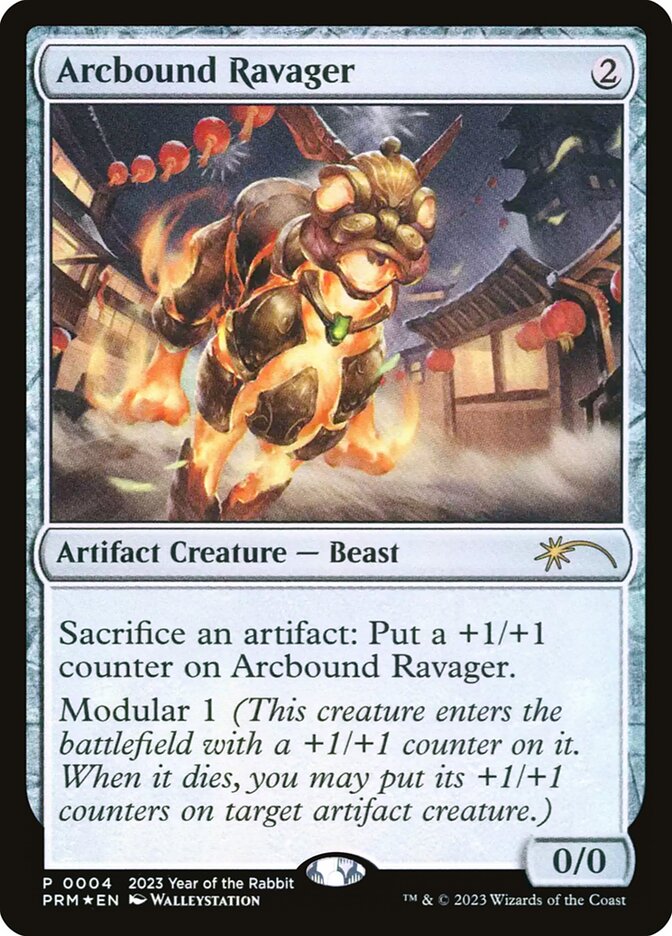 Arcbound Ravager 2
Artifact Creature — Beast
Sacrifice an artifact: Put a +1/+1
counter on Arcbound Ravager.
Modular 1 (This creature enters the
battlefield with a +1/+1 counter on it.
When it dies, you may put its +1/+1
counters on target artifact creature.)
0/0
P 0004 2023 Year of the Rabbit
PRM★EN Walleystation ™ & © 2023 Wizards of the Coast